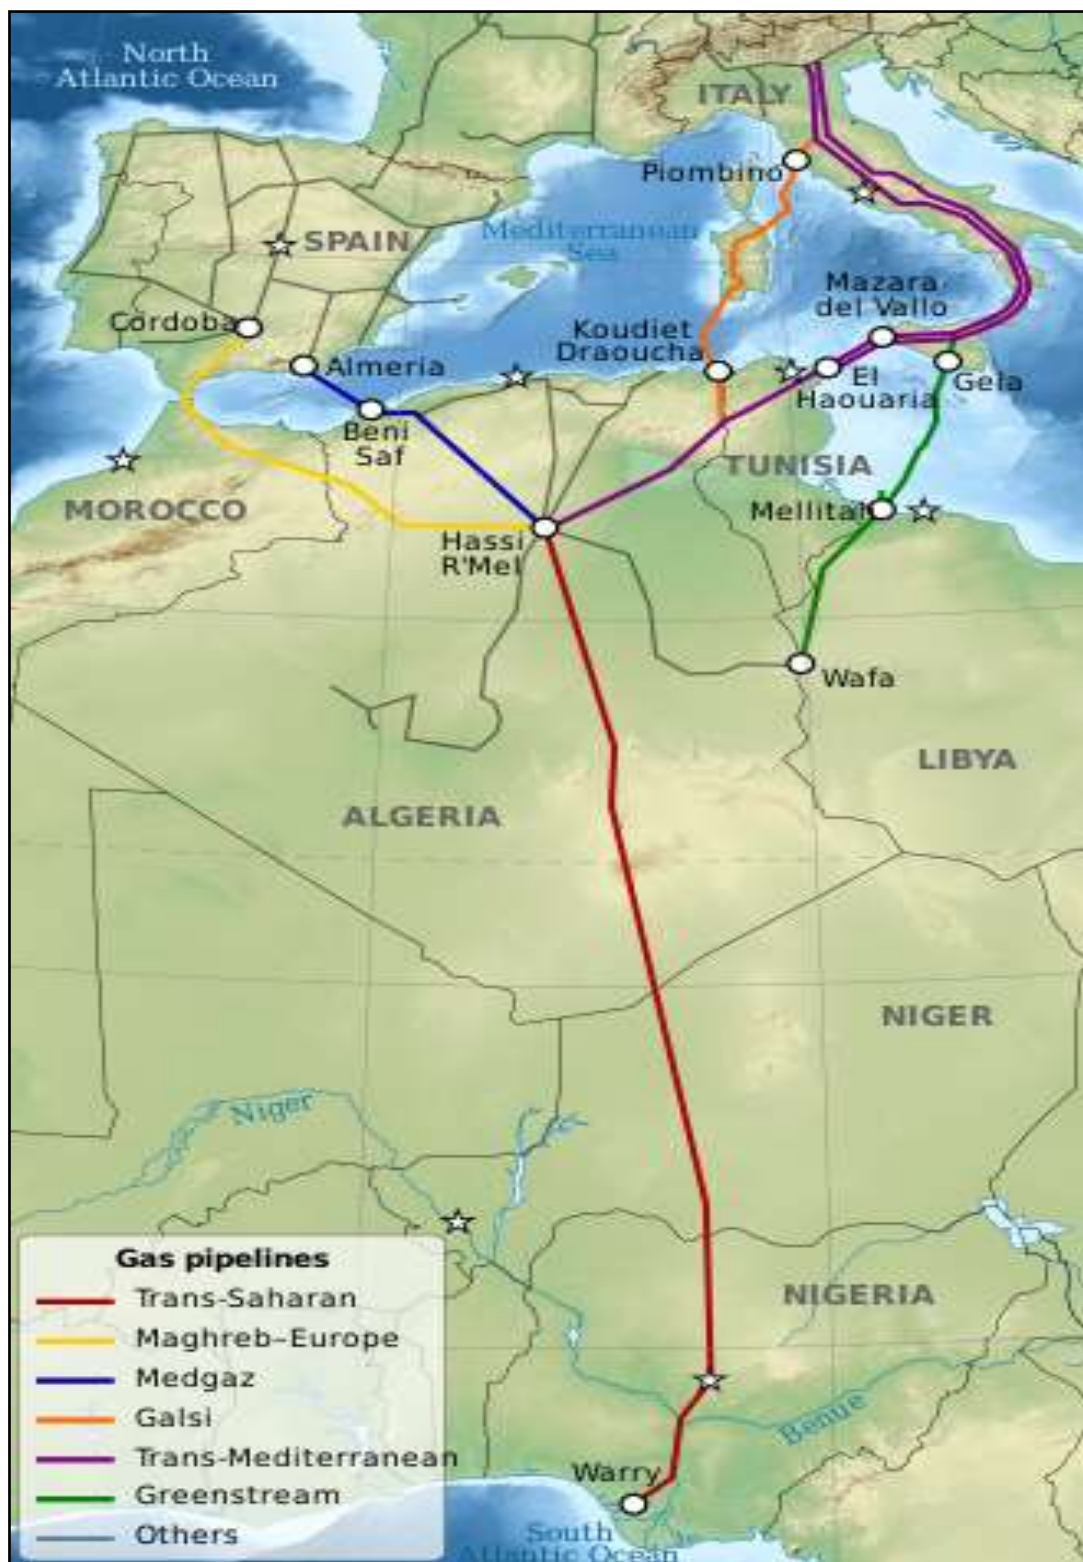 North
Atlantic Ocean
ITALY
Piombino
SPAIN
Mediterranean
Sea
Mazara
del Vallo
Córdoba
Koudiet
Draoucha
Almeria
El
Haouaria
Gela
Beni
Saf
TUNISIA
MOROCCO
Mellitah
Hassi
R'Mel
Wafa
LIBYA
ALGERIA
NIGER
Niger
Gas pipelines
Trans-Saharan
Maghreb–Europe
Medgaz
Galsi
Trans-Mediterranean
Greenstream
Others
NIGERIA
Benue
Warry
South
Atlantic Ocean